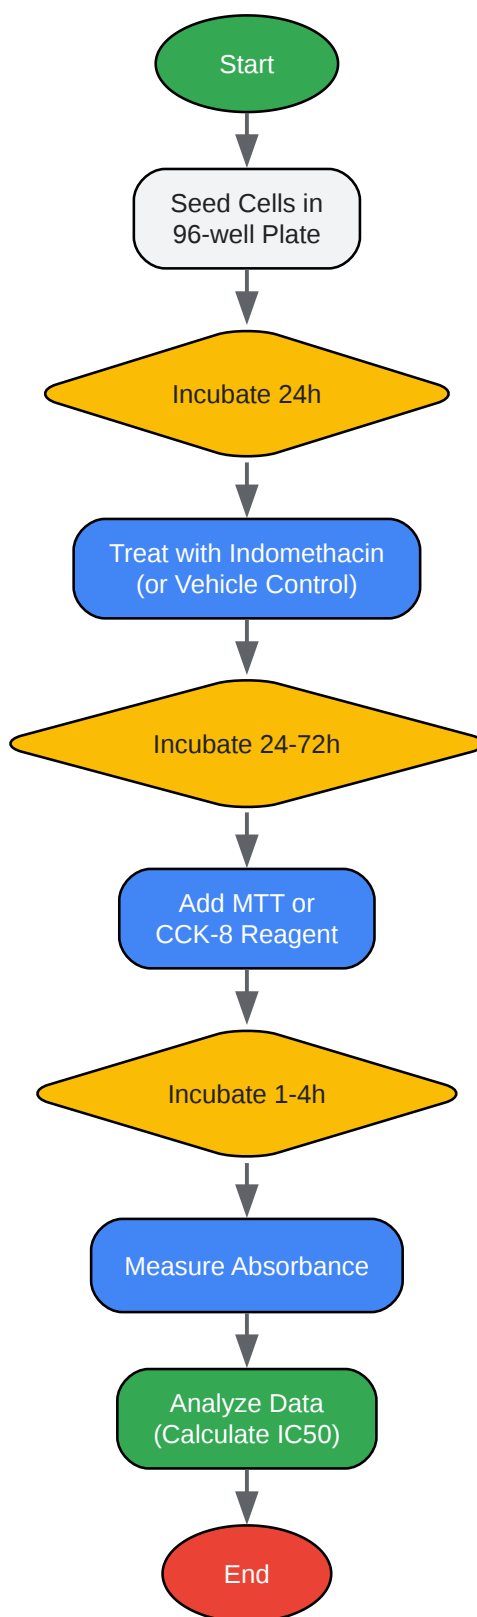 Start
Seed Cells in
96-well Plate
Incubate 24h
Treat with Indomethacin
(or Vehicle Control)
Incubate 24-72h
Add MTT or
CCK-8 Reagent
Incubate 1-4h
Measure Absorbance
Analyze Data
(Calculate IC50)
End